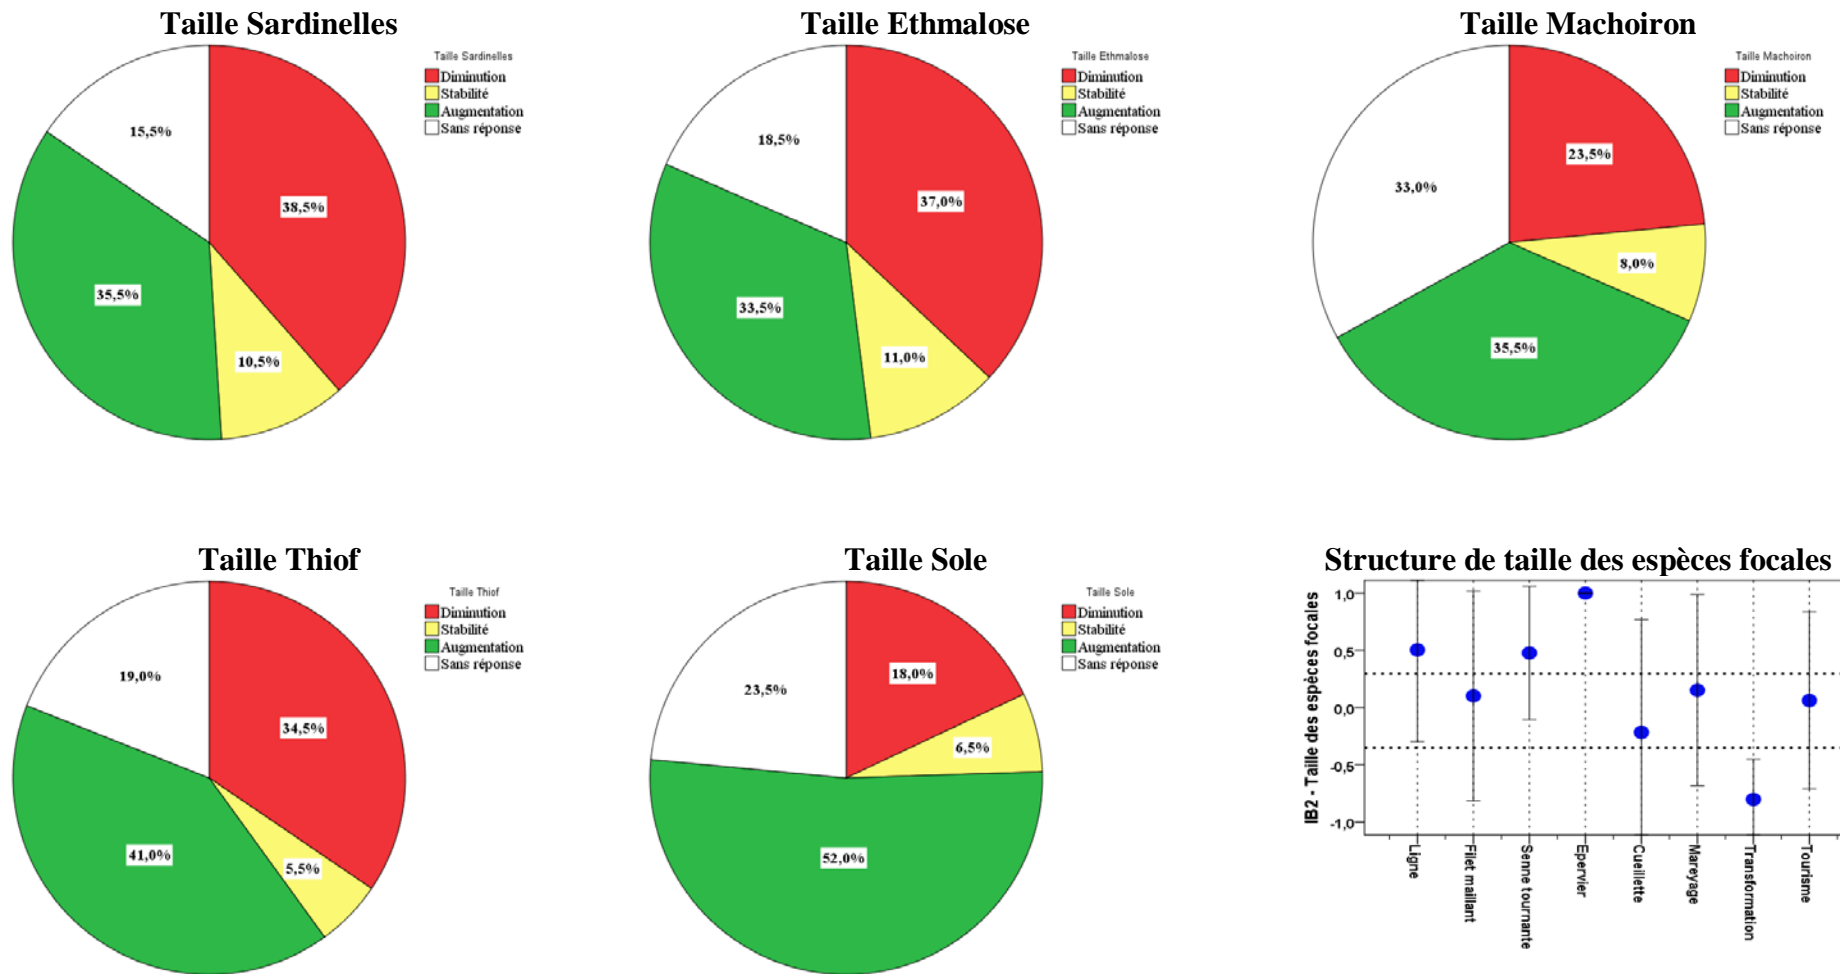 Taille Sardinelles
Taille Sardinelles
Diminution
Stabilité
Augmentation
Sans réponse
15,5%
38,5%
35,5%
10,5%
Taille Ethmalose
Taille Ethmalose
Diminution
Stabilité
Augmentation
Sans réponse
18,5%
37,0%
33,5%
11,0%
Taille Machoiron
Taille Machoiron
Diminution
Stabilité
Augmentation
Sans réponse
23,5%
33,0%
8,0%
35,5%
Taille Thiof
Taille Thiof
Diminution
Stabilité
Augmentation
Sans réponse
19,0%
34,5%
41,0%
5,5%
Taille Sole
Taille Sole
Diminution
Stabilité
Augmentation
Sans réponse
18,0%
23,5%
6,5%
52,0%
Structure de taille des espèces focales
IB2 - Taille des espèces focales
1,0
0,5
0,0
-0,5
-1,0
Ligne
Filet maillant
Senne tournante
Epervier
Cueillette
Mareyage
Transformation
Tourisme